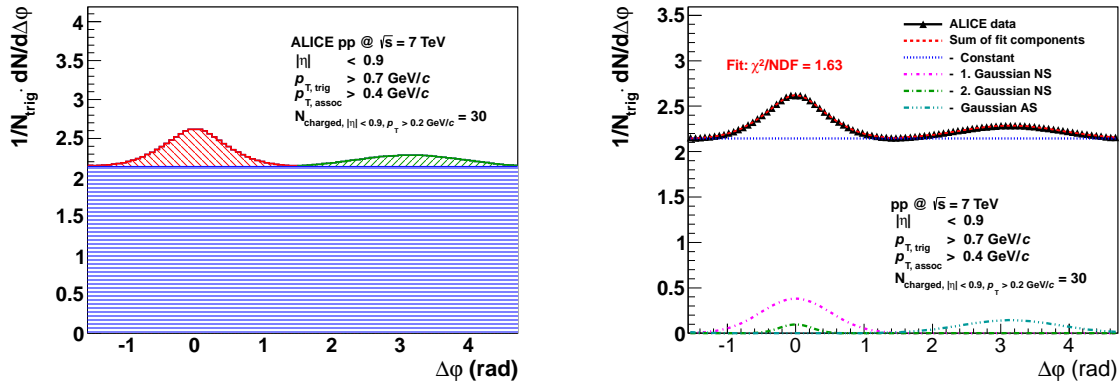 1/N_trig · dN/dΔφ
4
3.5
3
2.5
2
1.5
1
0.5
0
ALICE pp @ √s = 7 TeV
|η| < 0.9
p_T, trig > 0.7 GeV/c
p_T, assoc > 0.4 GeV/c
N_charged, |η| < 0.9, p_T > 0.2 GeV/c = 30
-1 0 1 2 3 4
Δφ (rad)
1/N_trig · dN/dΔφ
3.5
3
2.5
2
1.5
1
0.5
0
Fit: χ²/NDF = 1.63
ALICE data
Sum of fit components
- Constant
- 1. Gaussian NS
- 2. Gaussian NS
- Gaussian AS
pp @ √s = 7 TeV
|η| < 0.9
p_T, trig > 0.7 GeV/c
p_T, assoc > 0.4 GeV/c
N_charged, |η| < 0.9, p_T > 0.2 GeV/c = 30
-1 0 1 2 3 4
Δφ (rad)